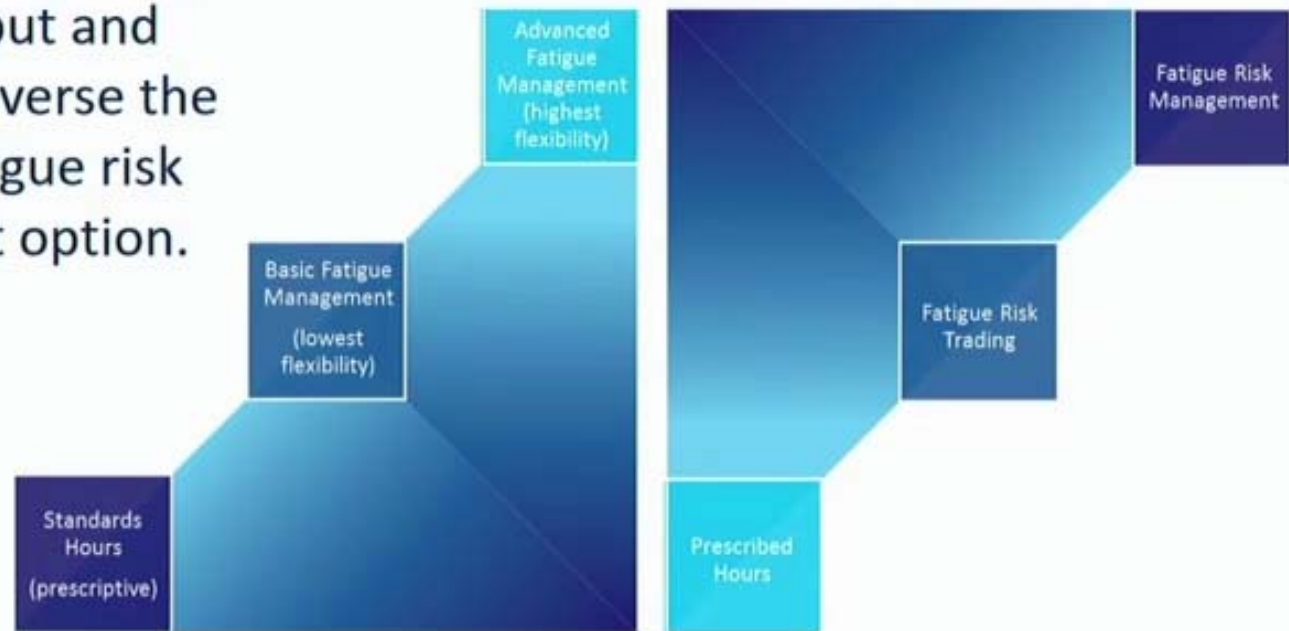 out and
verse the
gue risk
t option.
Advanced
Fatigue
Management
(highest
flexibility)
Basic Fatigue
Management
(lowest
flexibility)
Standards
Hours
(prescriptive)
Fatigue Risk
Management
Fatigue Risk
Trading
Prescribed
Hours